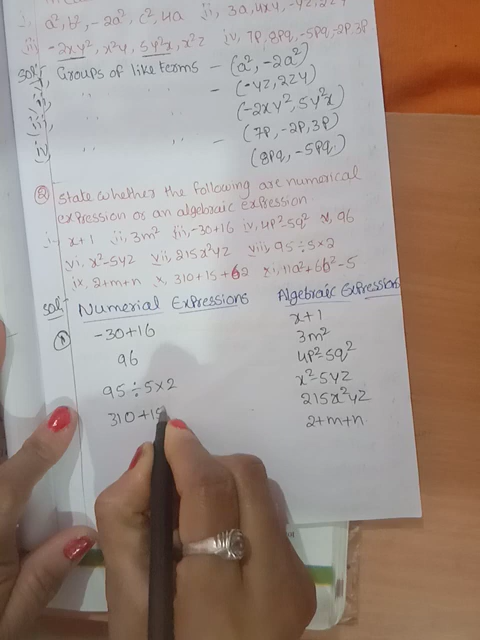 i, a², b², -2a², c², 4a ii, 3a, 4xy, -yz, 2zy
iii, -2xy², x²y, 5y²x, x²z iv, 7P, 8Pq, -5Pq, -2P, 3P
Sol:- Groups of like terms - (a², -2a²)
" " - (-yz, 2zy)
(-2xy², 5y²x)
" " - (7P, -2P, 3P)
(8Pq, -5Pq)
② State whether the following are numerical
expression or an algebraic expression.
i, x+1 ii, 3m² iii, -30+16 iv, 4P²-5q² v, 96
vi, x²-5yz vii, 215x²yz viii, 95÷5×2
ix, 2+m+n x, 310+15+62 xi, 11a²+6b²-5
Sol:- Numerial Expressions Algebraic Expressions
-30+16 x+1
96 3m²
95÷5×2 4P²-5q²
310+15 x²-5yz
215x²yz
2+m+n